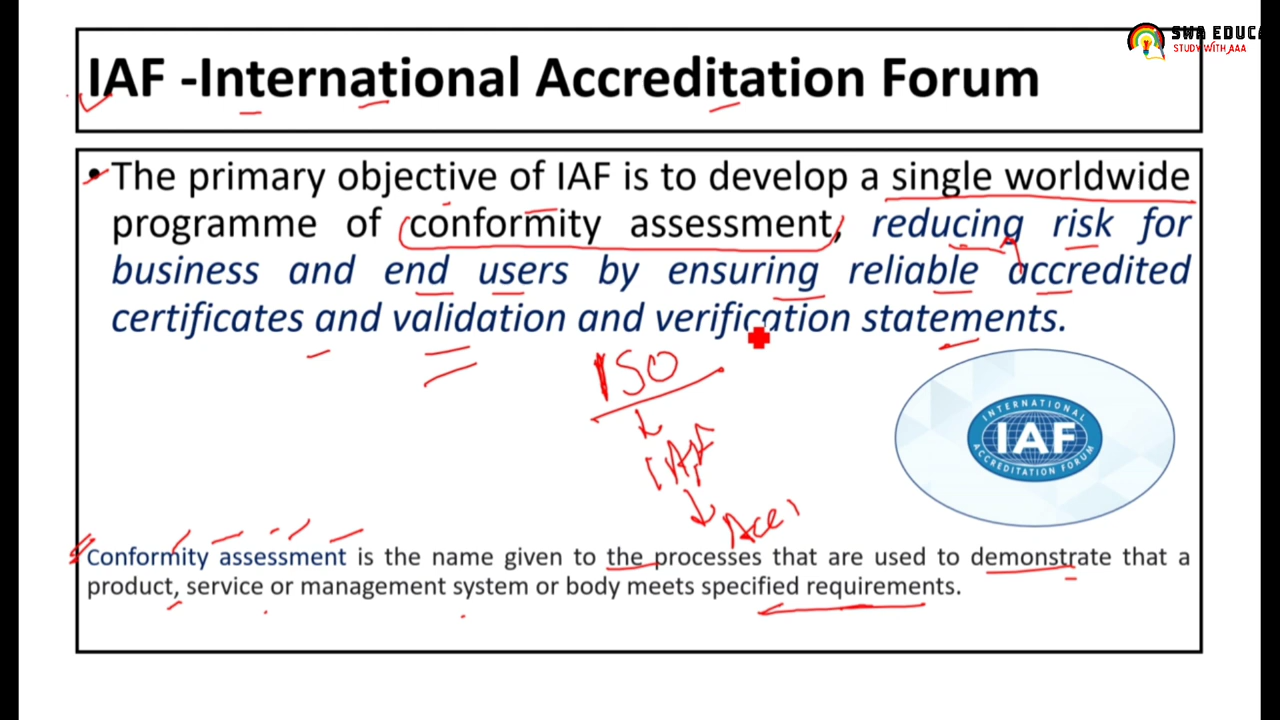 SWA EDUCA
STUDY WITH AAA
IAF -International Accreditation Forum
• The primary objective of IAF is to develop a single worldwide
programme of conformity assessment, reducing risk for
business and end users by ensuring reliable accredited
certificates and validation and verification statements.
ISO
IAF
INTERNATIONAL
IAF
ACCREDITATION FORUM
Conformity assessment is the name given to the processes that are used to demonstrate that a
product, service or management system or body meets specified requirements.